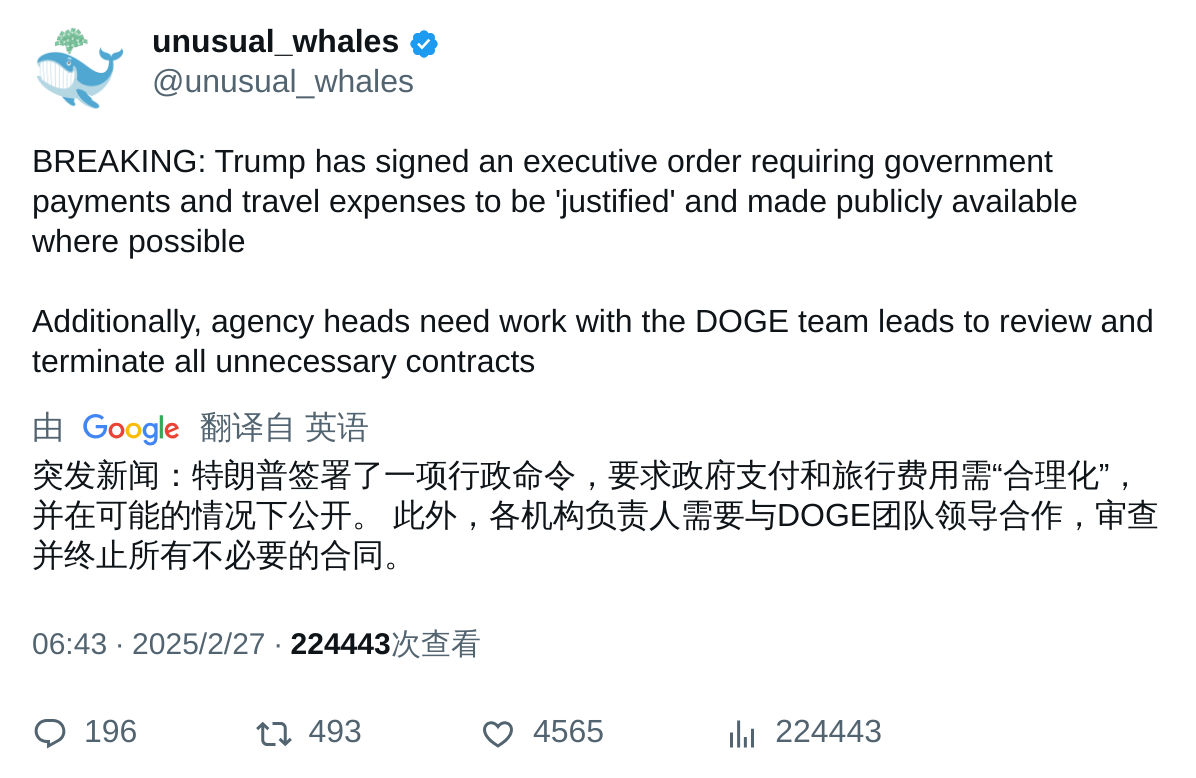 unusual_whales
@unusual_whales
BREAKING: Trump has signed an executive order requiring government
payments and travel expenses to be 'justified' and made publicly available
where possible
Additionally, agency heads need work with the DOGE team leads to review and
terminate all unnecessary contracts
由 Google 翻译自 英语
突发新闻：特朗普签署了一项行政命令，要求政府支付和旅行费用需“合理化”，
并在可能的情况下公开。 此外，各机构负责人需要与DOGE团队领导合作，审查
并终止所有不必要的合同。
06:43 · 2025/2/27 · 224443次查看
196 493 4565 224443